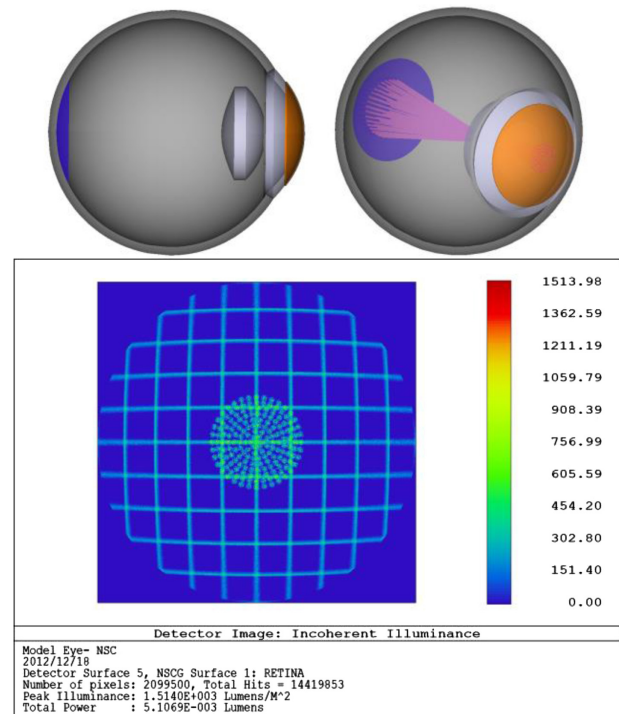 1513.98
1362.59
1211.19
1059.79
908.39
756.99
605.59
454.20
302.80
151.40
0.00
Detector Image: Incoherent Illuminance
Model Eye- NSC
2012/12/18
Detector Surface 5, NSCG Surface 1: RETINA
Number of pixels: 2099500, Total Hits = 14419853
Peak Illuminance: 1.5140E+003 Lumens/M^2
Total Power : 5.1069E-003 Lumens